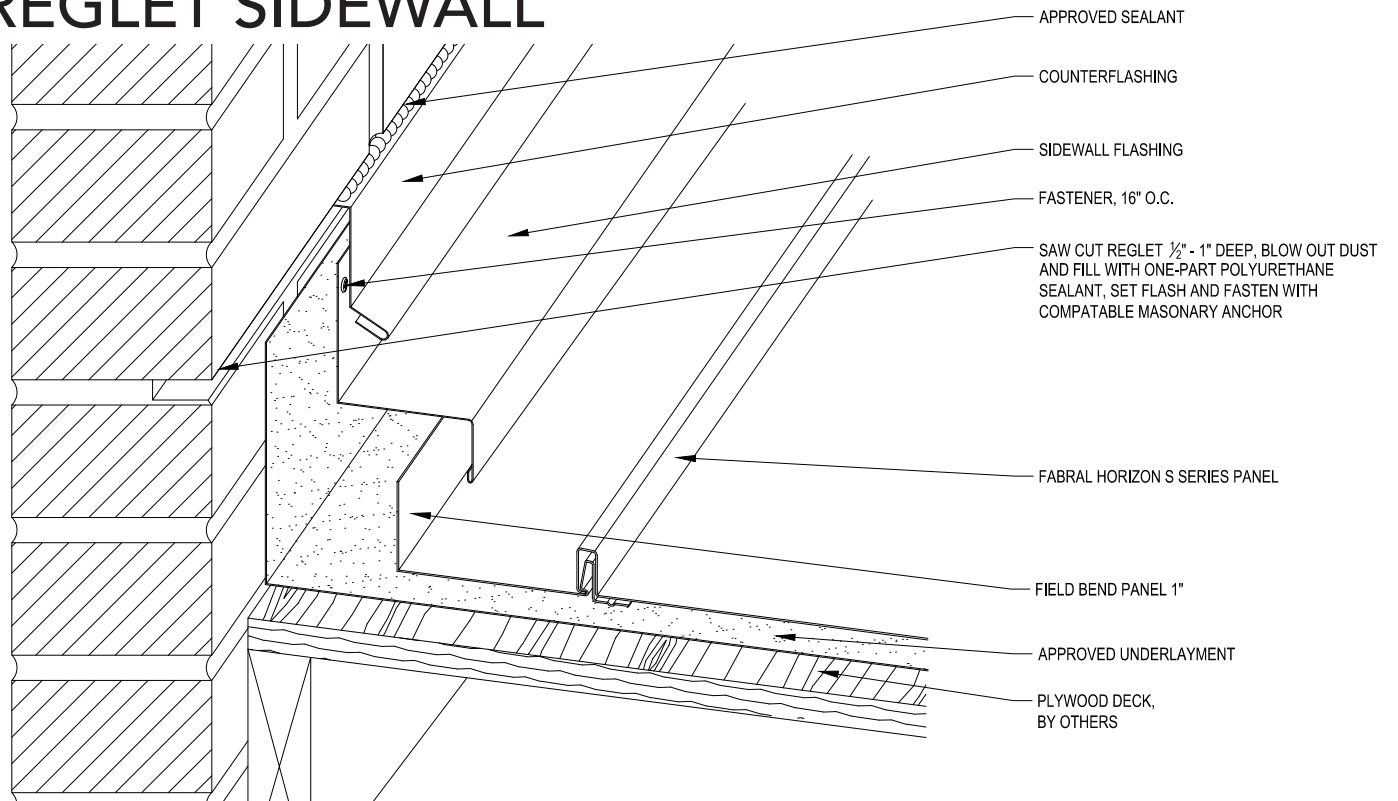 REGLET SIDEWALL
APPROVED SEALANT
COUNTERFLASHING
SIDEWALL FLASHING
FASTENER, 16" O.C.
SAW CUT REGLET ½" - 1" DEEP, BLOW OUT DUST
AND FILL WITH ONE-PART POLYURETHANE
SEALANT, SET FLASH AND FASTEN WITH
COMPATABLE MASONARY ANCHOR
FABRAL HORIZON S SERIES PANEL
FIELD BEND PANEL 1"
APPROVED UNDERLAYMENT
PLYWOOD DECK,
BY OTHERS